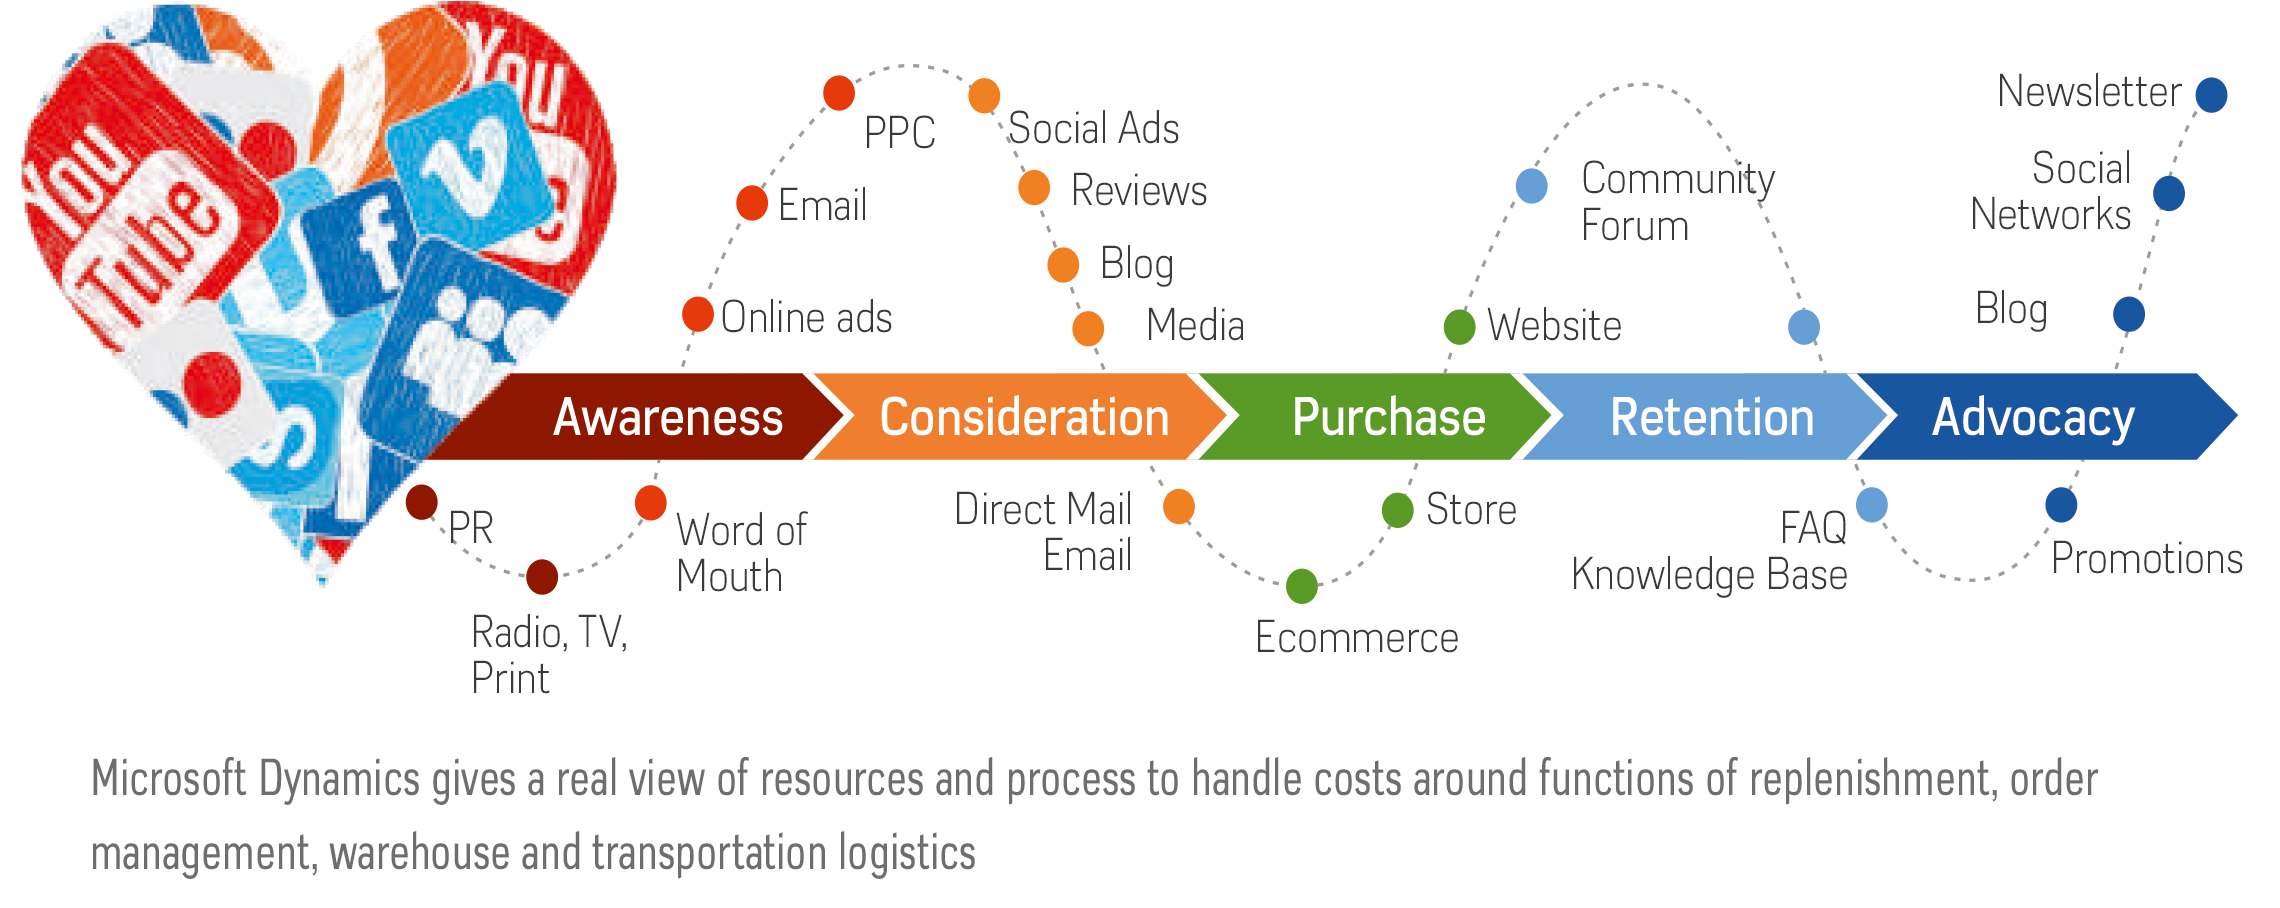 You
Tube
You
f
PPC
Social Ads
Email
Reviews
Online ads
Blog
Media
Community
Forum
Website
Newsletter
Social
Networks
Blog
Awareness
Consideration
Purchase
Retention
Advocacy
PR
Radio, TV,
Print
Word of
Mouth
Direct Mail
Email
Ecommerce
Store
FAQ
Knowledge Base
Promotions
Microsoft Dynamics gives a real view of resources and process to handle costs around functions of replenishment, order
management, warehouse and transportation logistics